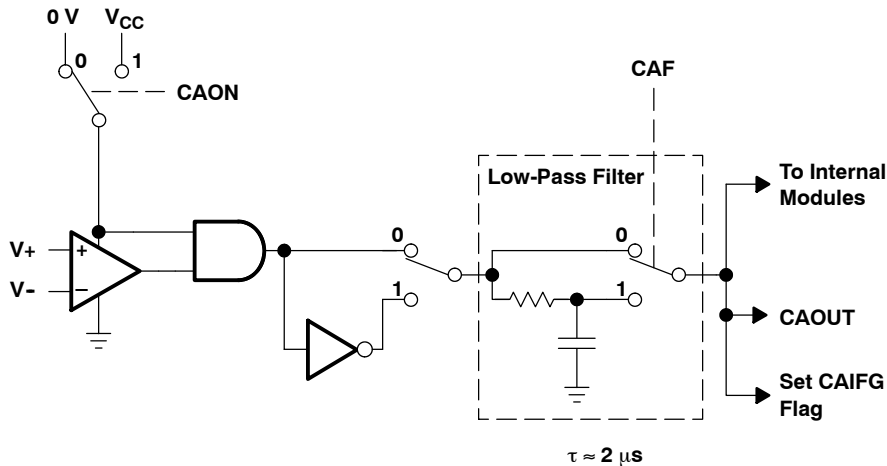 0 V
VCC
0
1
CAON
CAF
Low-Pass Filter
To Internal
Modules
V+
+
V-
−
0
1
0
1
CAOUT
Set CAIFG
Flag
τ ≈ 2 μs